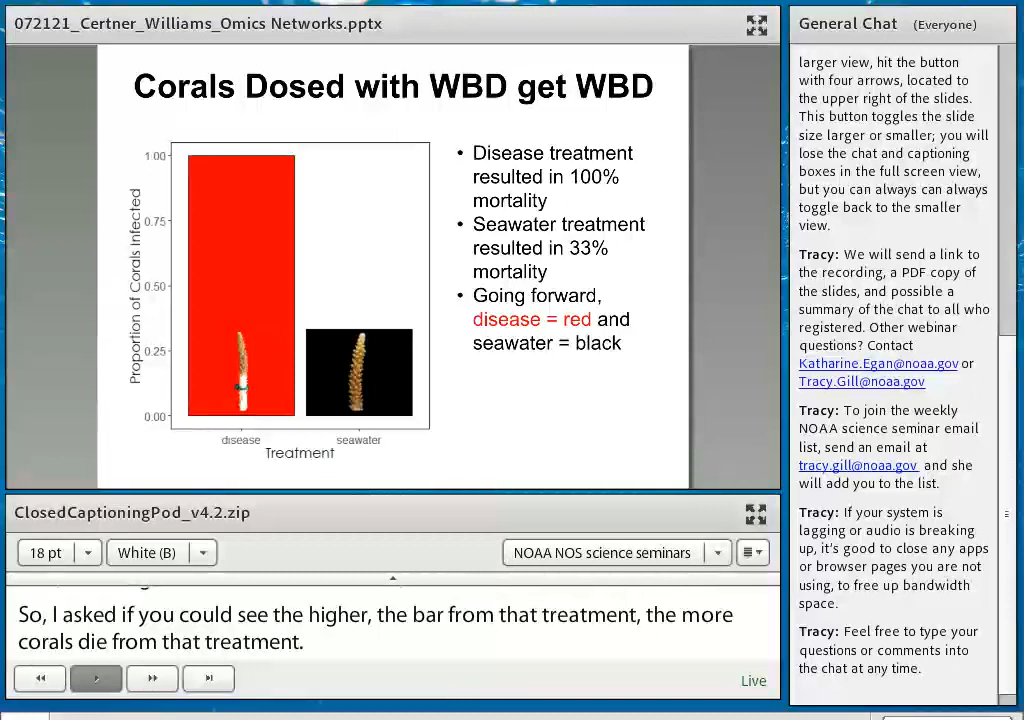 072121_Certner_Williams_Omics Networks.pptx
Corals Dosed with WBD get WBD
Proportion of Corals Infected
1.00
0.75
0.50
0.25
0.00
disease
seawater
Treatment
• Disease treatment
resulted in 100%
mortality
• Seawater treatment
resulted in 33%
mortality
• Going forward,
disease = red and
seawater = black
ClosedCaptioningPod_v4.2.zip
18 pt
White (B)
NOAA NOS science seminars
So, I asked if you could see the higher, the bar from that treatment, the more
corals die from that treatment.
Live
General Chat (Everyone)
larger view, hit the button
with four arrows, located to
the upper right of the slides.
This button toggles the slide
size larger or smaller; you will
lose the chat and captioning
boxes in the full screen view,
but you can always can always
toggle back to the smaller
view.
Tracy: We will send a link to
the recording, a PDF copy of
the slides, and possible a
summary of the chat to all who
registered. Other webinar
questions? Contact
Katharine.Egan@noaa.gov or
Tracy.Gill@noaa.gov
Tracy: To join the weekly
NOAA science seminar email
list, send an email at
tracy.gill@noaa.gov and she
will add you to the list.
Tracy: If your system is
lagging or audio is breaking
up, it's good to close any apps
or browser pages you are not
using, to free up bandwidth
space.
Tracy: Feel free to type your
questions or comments into
the chat at any time.